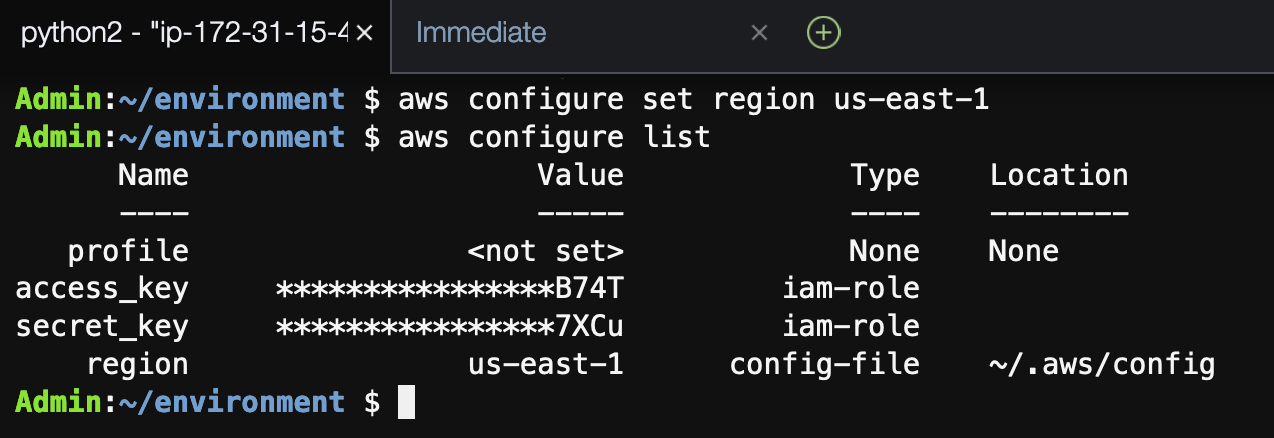 python2 - "ip-172-31-15-4 × Immediate ×
Admin:~/environment $ aws configure set region us-east-1
Admin:~/environment $ aws configure list
Name Value Type Location
---- ----- ---- --------
profile <not set> None None
access_key ****************B74T iam-role
secret_key ****************7XCu iam-role
region us-east-1 config-file ~/.aws/config
Admin:~/environment $